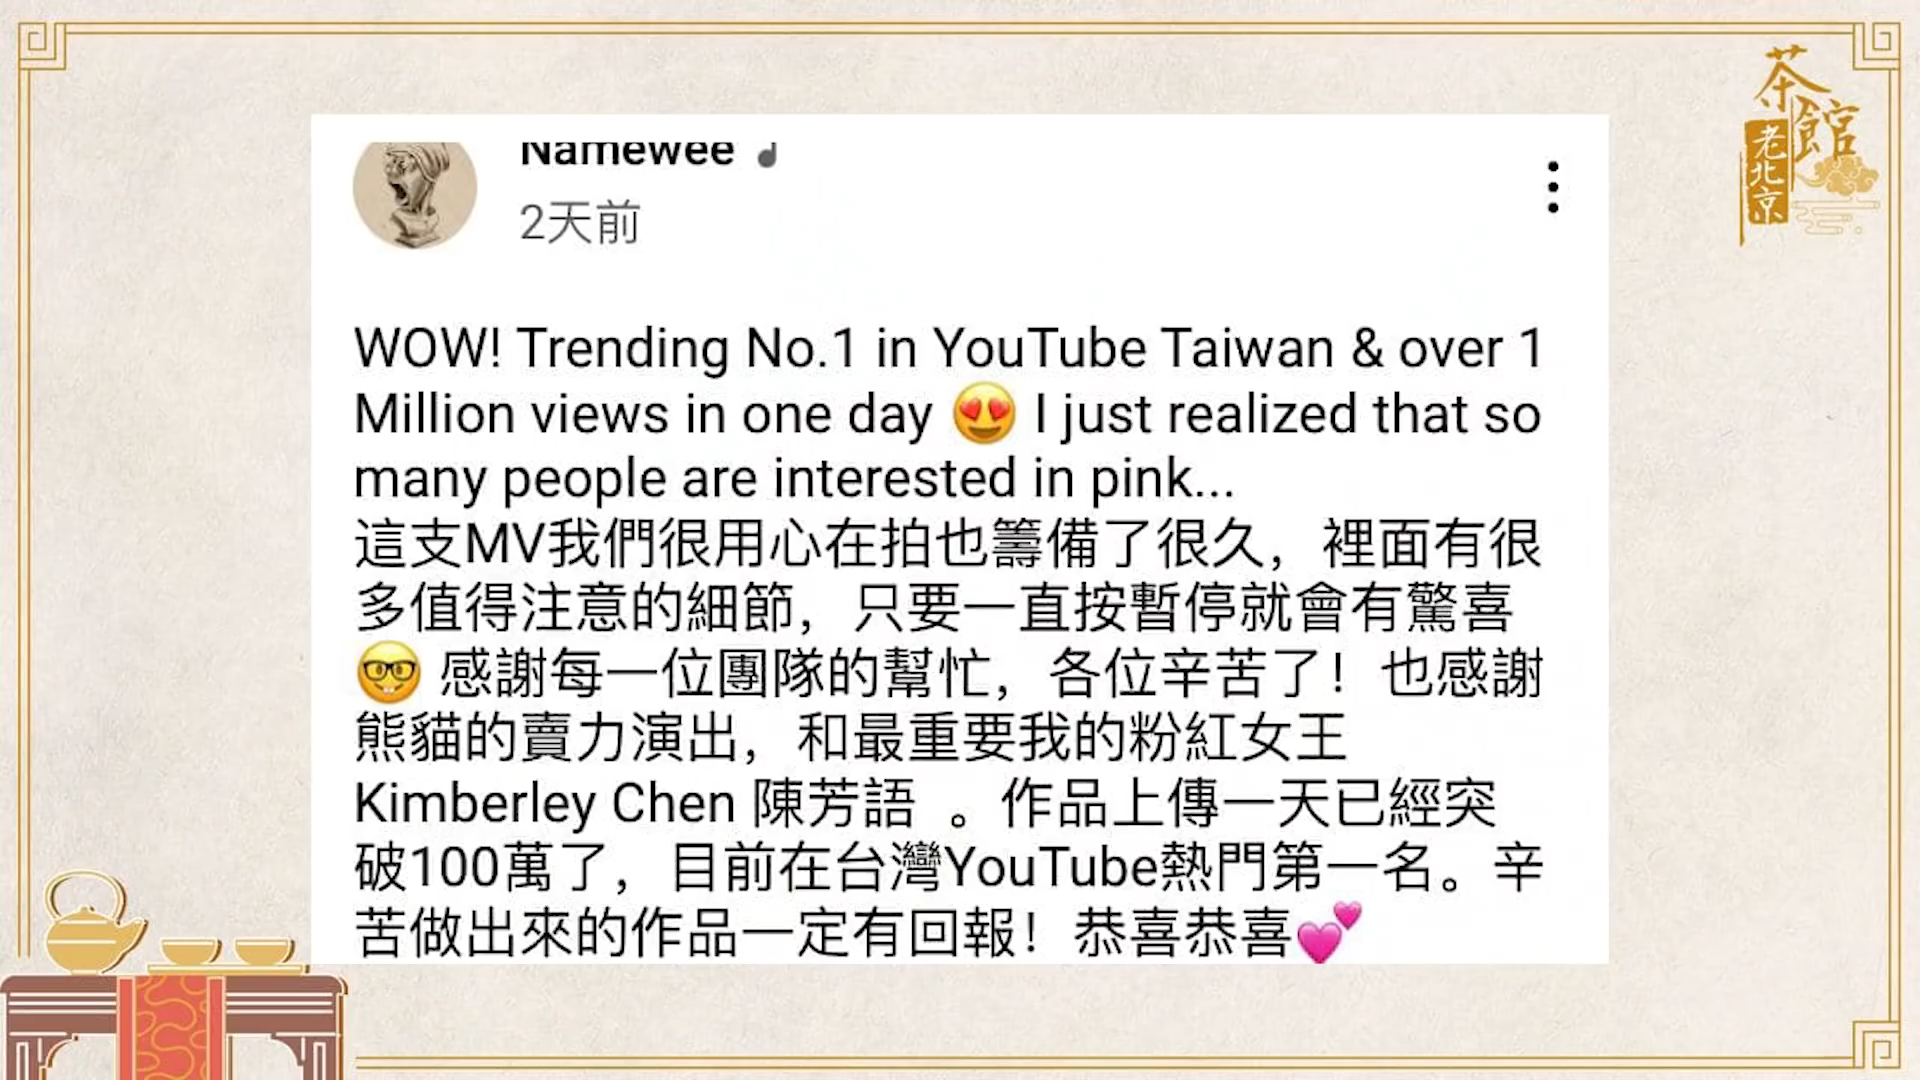 茶館
老北京
Namewee
2天前
WOW! Trending No.1 in YouTube Taiwan & over 1
Million views in one day 😍 I just realized that so
many people are interested in pink...
這支MV我們很用心在拍也籌備了很久，裡面有很
多值得注意的細節，只要一直按暫停就會有驚喜
🤓 感謝每一位團隊的幫忙，各位辛苦了！也感謝
熊貓的賣力演出，和最重要我的粉紅女王
Kimberley Chen 陳芳語 。作品上傳一天已經突
破100萬了，目前在台灣YouTube熱門第一名。辛
苦做出來的作品一定有回報！恭喜恭喜💕